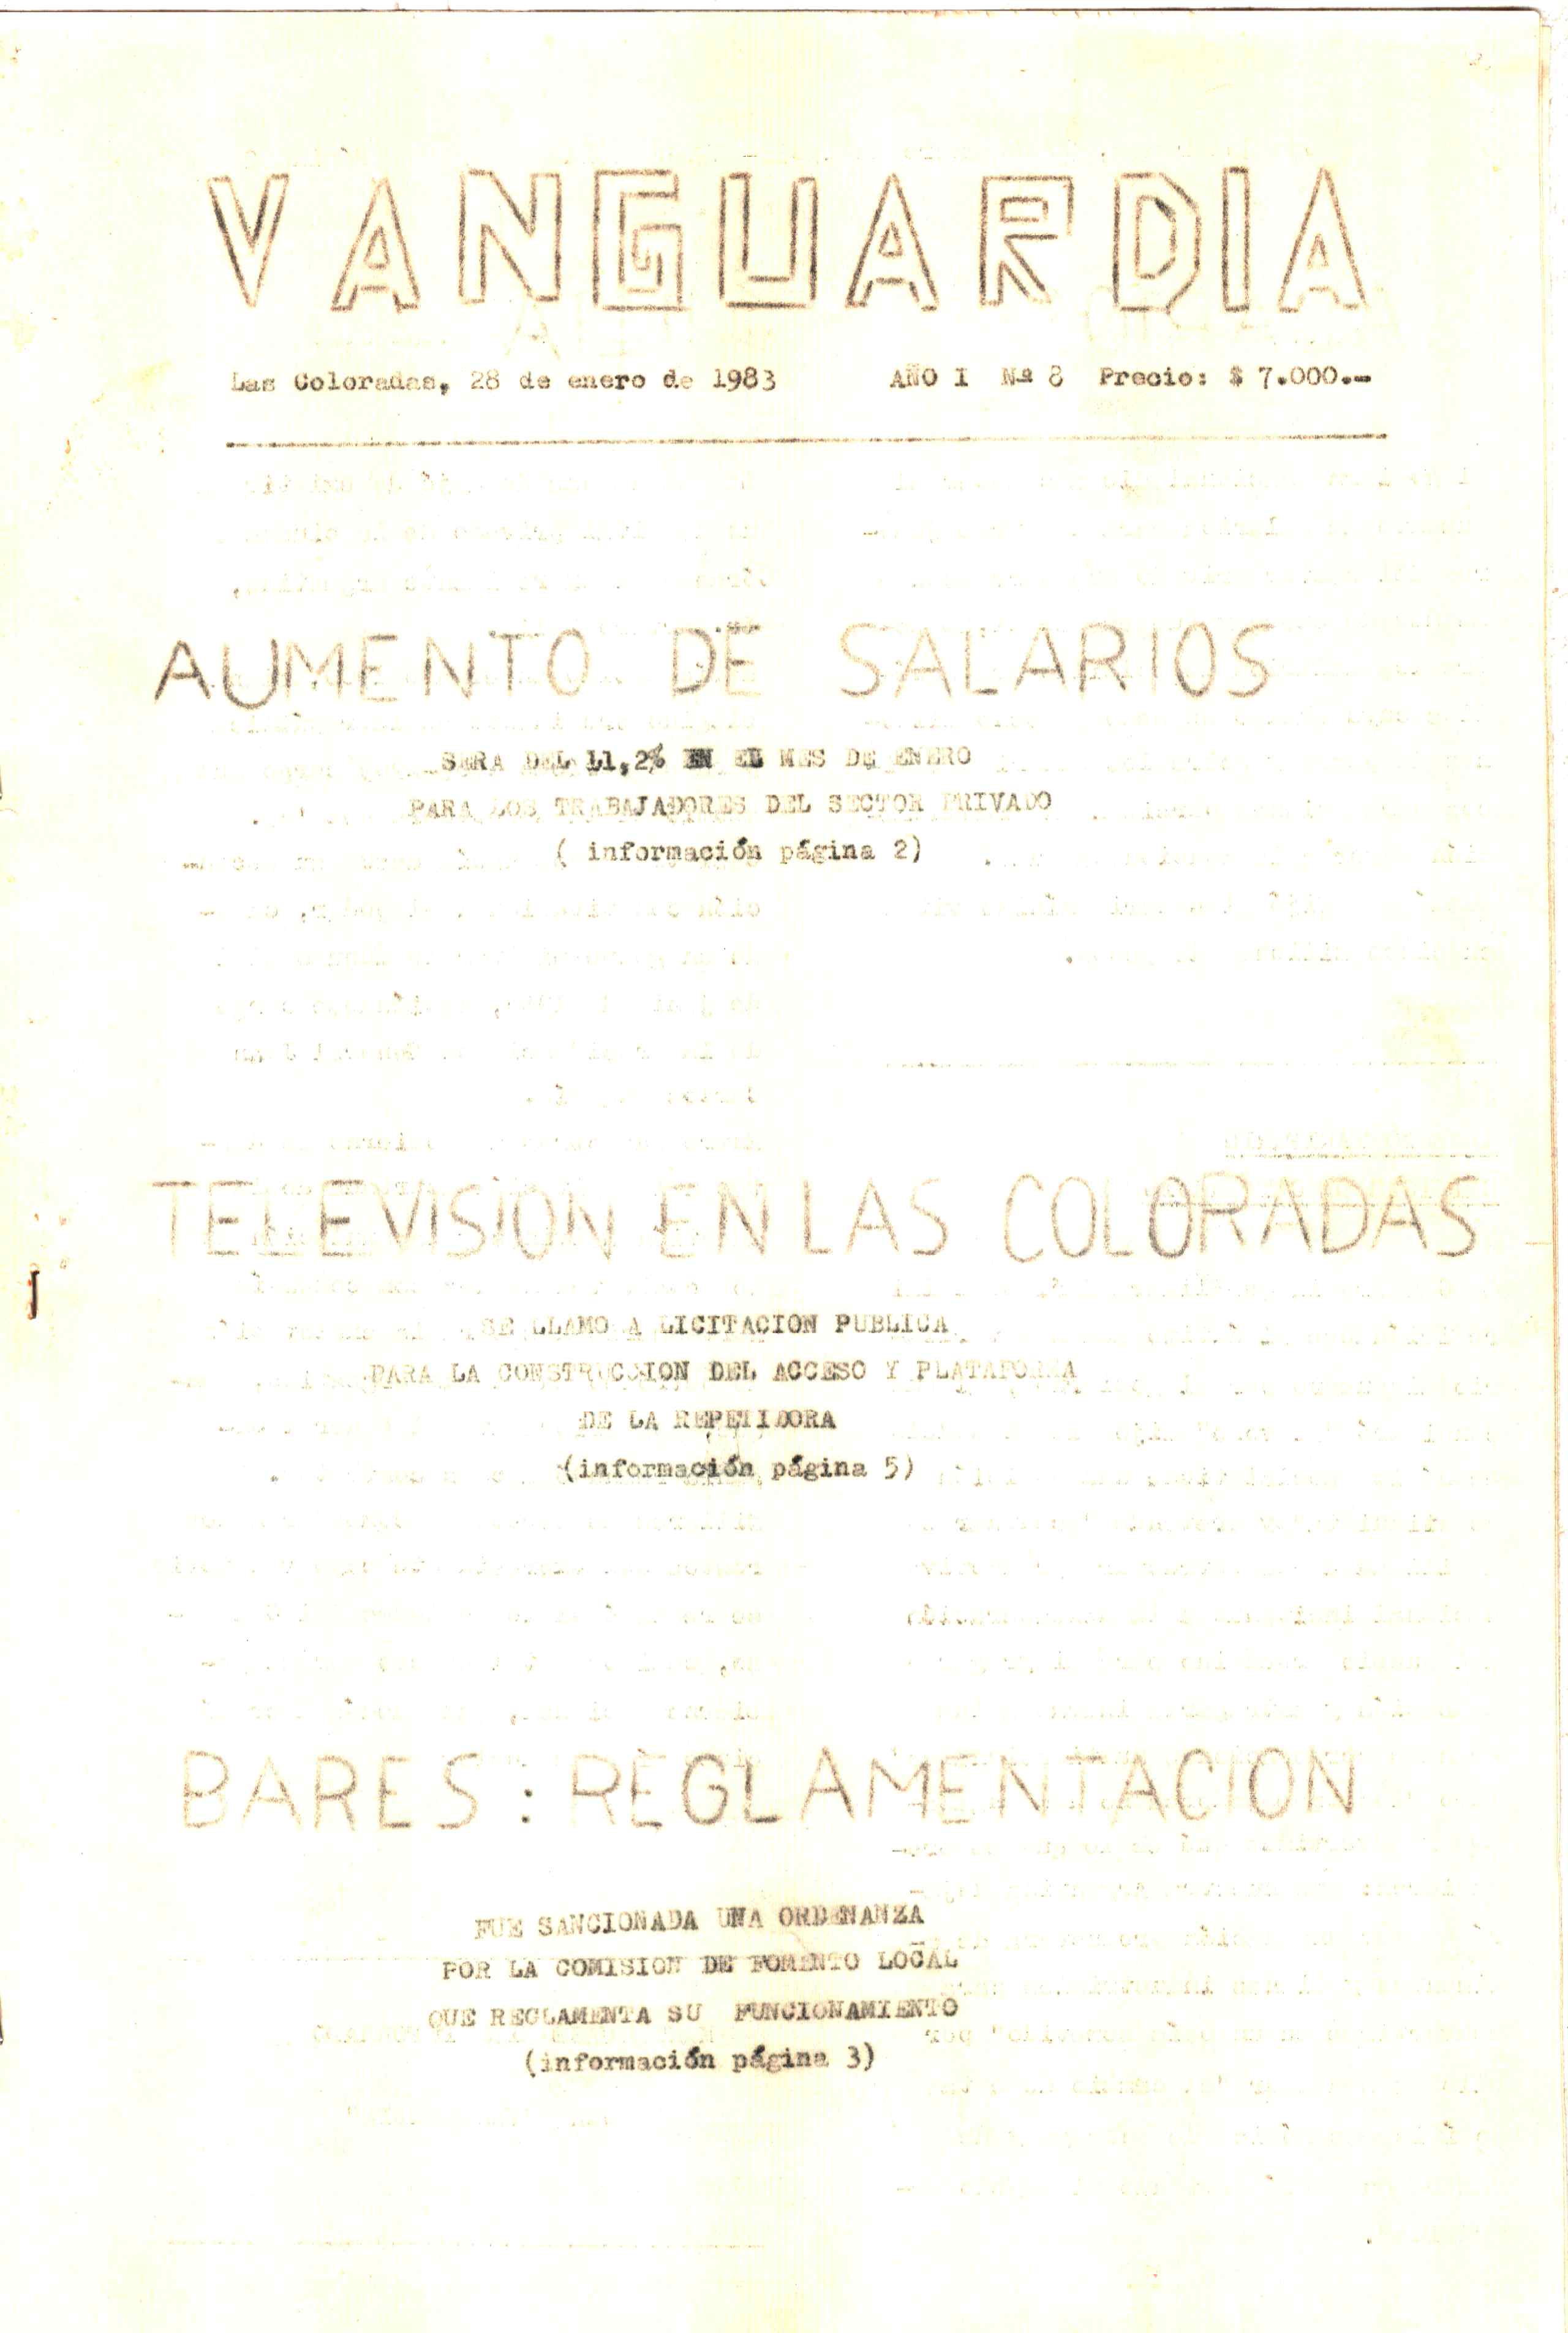 VANGUARDIA
Las Coloradas, 28 de enero de 1983 AÑO I Nº 8 Precio: $ 7.000.-
AUMENTO DE SALARIOS
SERA DEL 11,2% EN EL MES DE ENERO
PARA LOS TRABAJADORES DEL SECTOR PRIVADO
( información página 2)
TELEVISION EN LAS COLORADAS
SE LLAMO A LICITACION PUBLICA
PARA LA CONSTRUCCION DEL ACCESO Y PLATAFORMA
DE LA REPETIDORA
(información página 5)
BARES: REGLAMENTACION
FUE SANCIONADA UNA ORDENANZA
POR LA COMISION DE FOMENTO LOCAL
QUE REGLAMENTA SU FUNCIONAMIENTO
(información página 3)